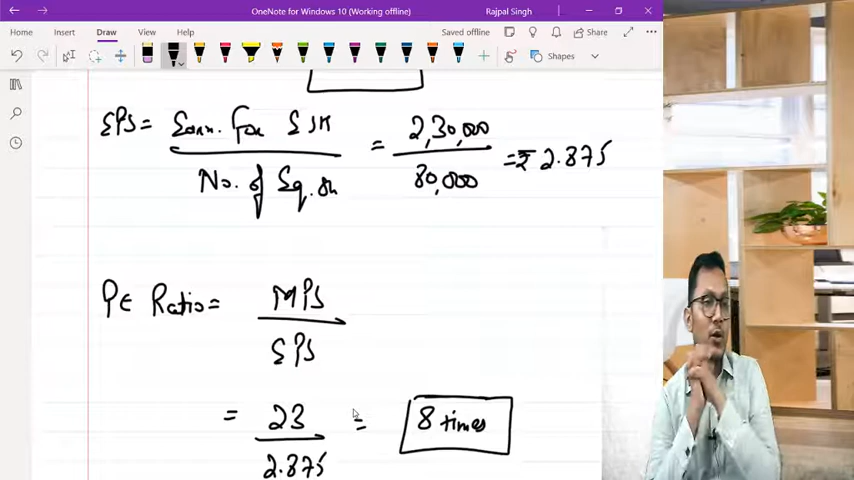 OneNote for Windows 10 (Working offline)
Rajpal Singh
Home Insert Draw View Help
Saved offline
Share
Shapes
EPS = Earn. For ESH = 2,30,000 = ₹ 2.875
No. of Eq. sh 80,000
PE Ratio = MPS
EPS
= 23 = 8 times
2.875